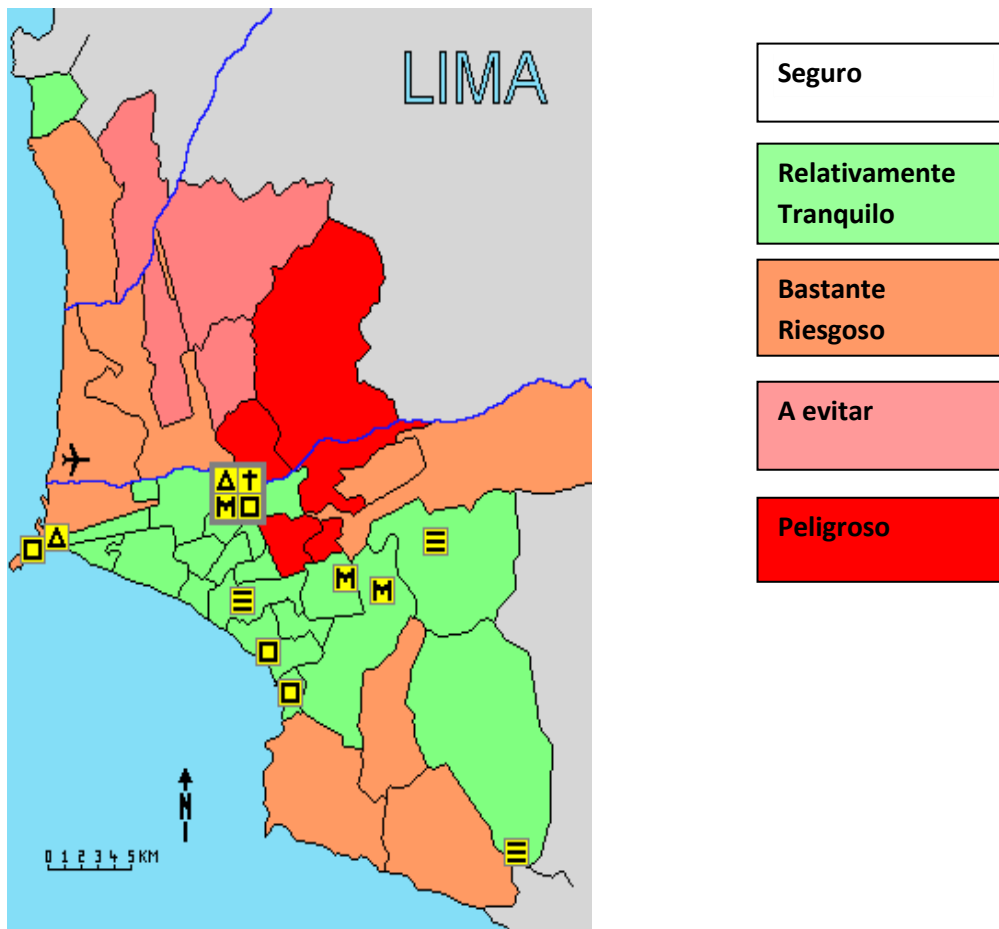 LIMA
Seguro
Relativamente
Tranquilo
Bastante
Riesgoso
A evitar
Peligroso
N
0 1 2 3 4 5 KM